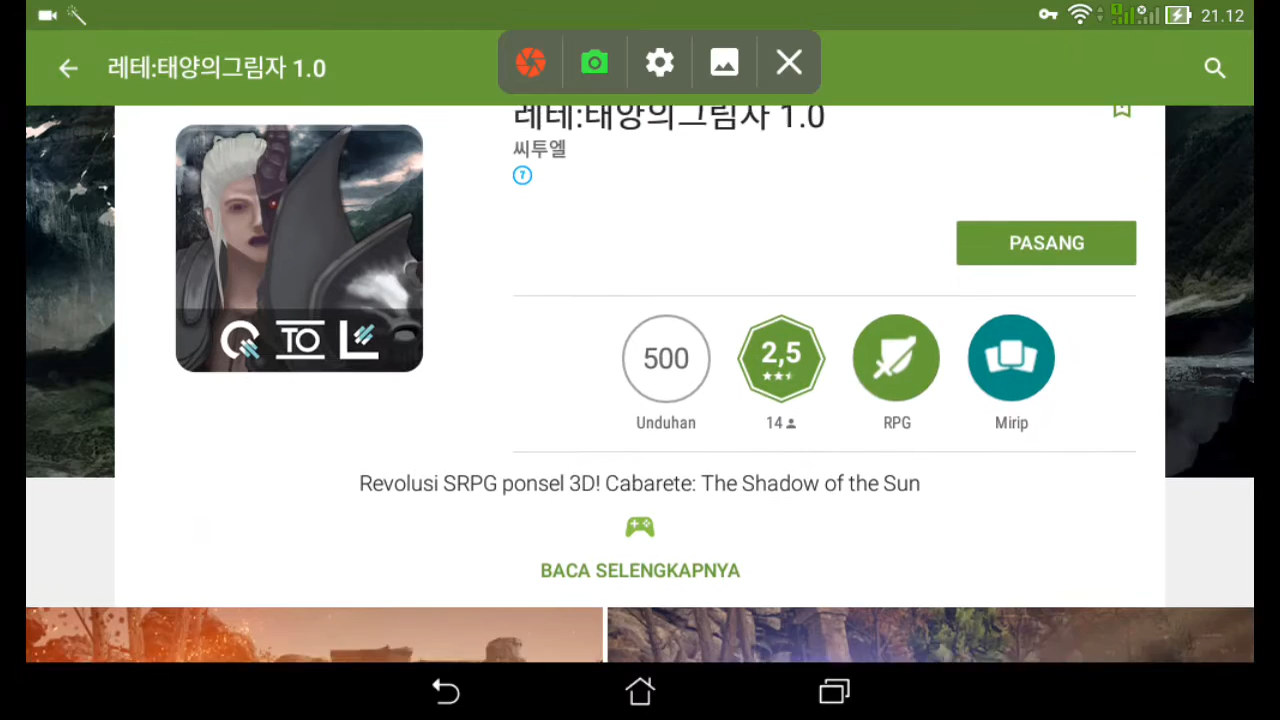 21.12
레테:태양의그림자 1.0
레테:태양의그림자 1.0
씨투엘
7
PASANG
TO
500
2,5
Unduhan
14
RPG
Mirip
Revolusi SRPG ponsel 3D! Cabarete: The Shadow of the Sun
BACA SELENGKAPNYA